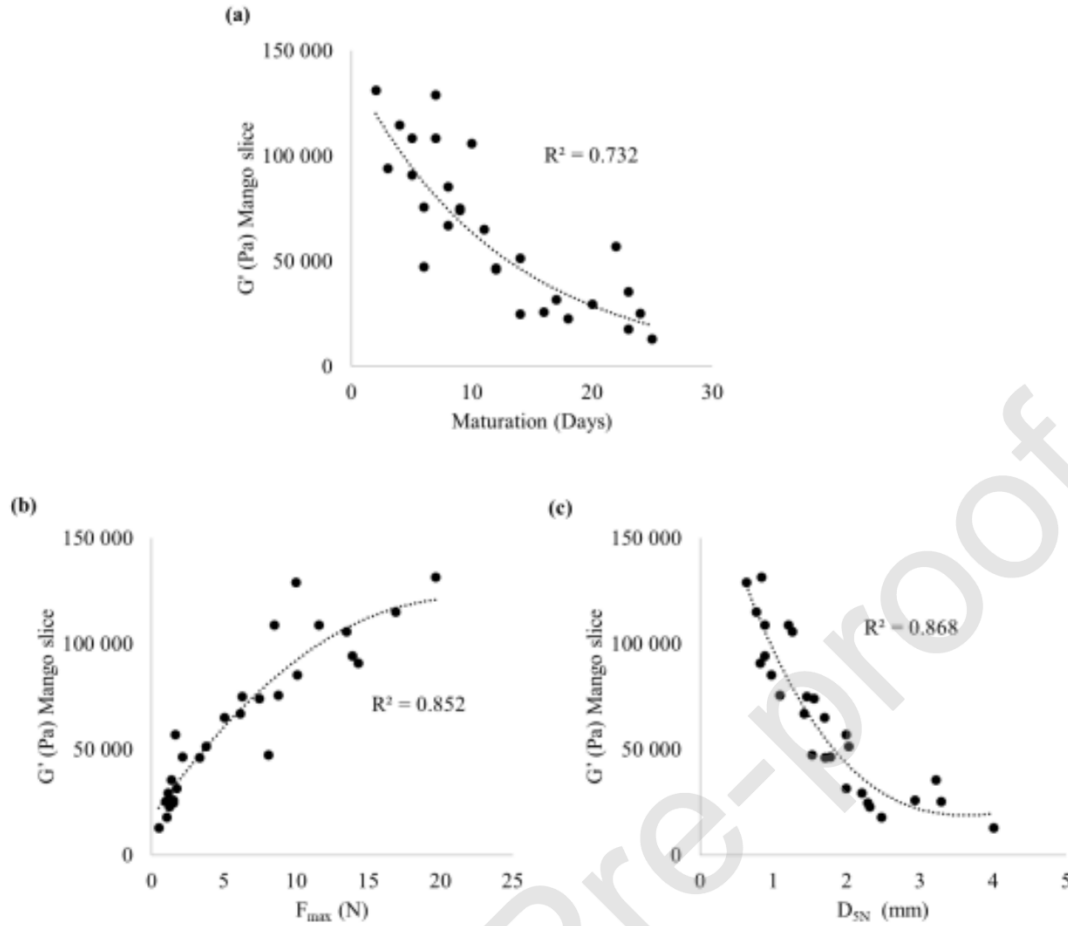 (a)
150 000
100 000
50 000
0
G' (Pa) Mango slice
R² = 0.732
0 10 20 30
Maturation (Days)
(b)
150 000
100 000
50 000
0
G' (Pa) Mango slice
R² = 0.852
0 5 10 15 20 25
Fmax (N)
(c)
150 000
100 000
50 000
0
G' (Pa) Mango slice
R² = 0.868
0 1 2 3 4 5
D5N (mm)
Pre-proof